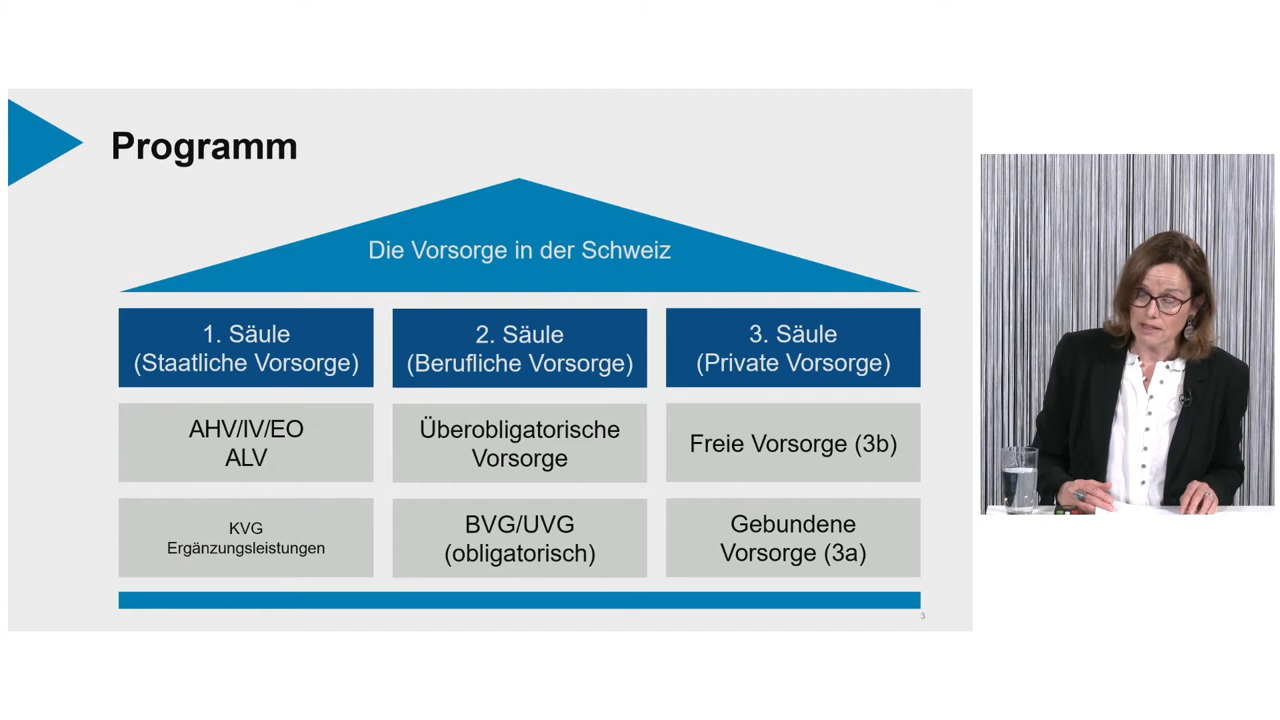 Programm
Die Vorsorge in der Schweiz
1. Säule
(Staatliche Vorsorge)
2. Säule
(Berufliche Vorsorge)
3. Säule
(Private Vorsorge)
AHV/IV/EO
ALV
Überobligatorische
Vorsorge
Freie Vorsorge (3b)
KVG
Ergänzungsleistungen
BVG/UVG
(obligatorisch)
Gebundene
Vorsorge (3a)
3